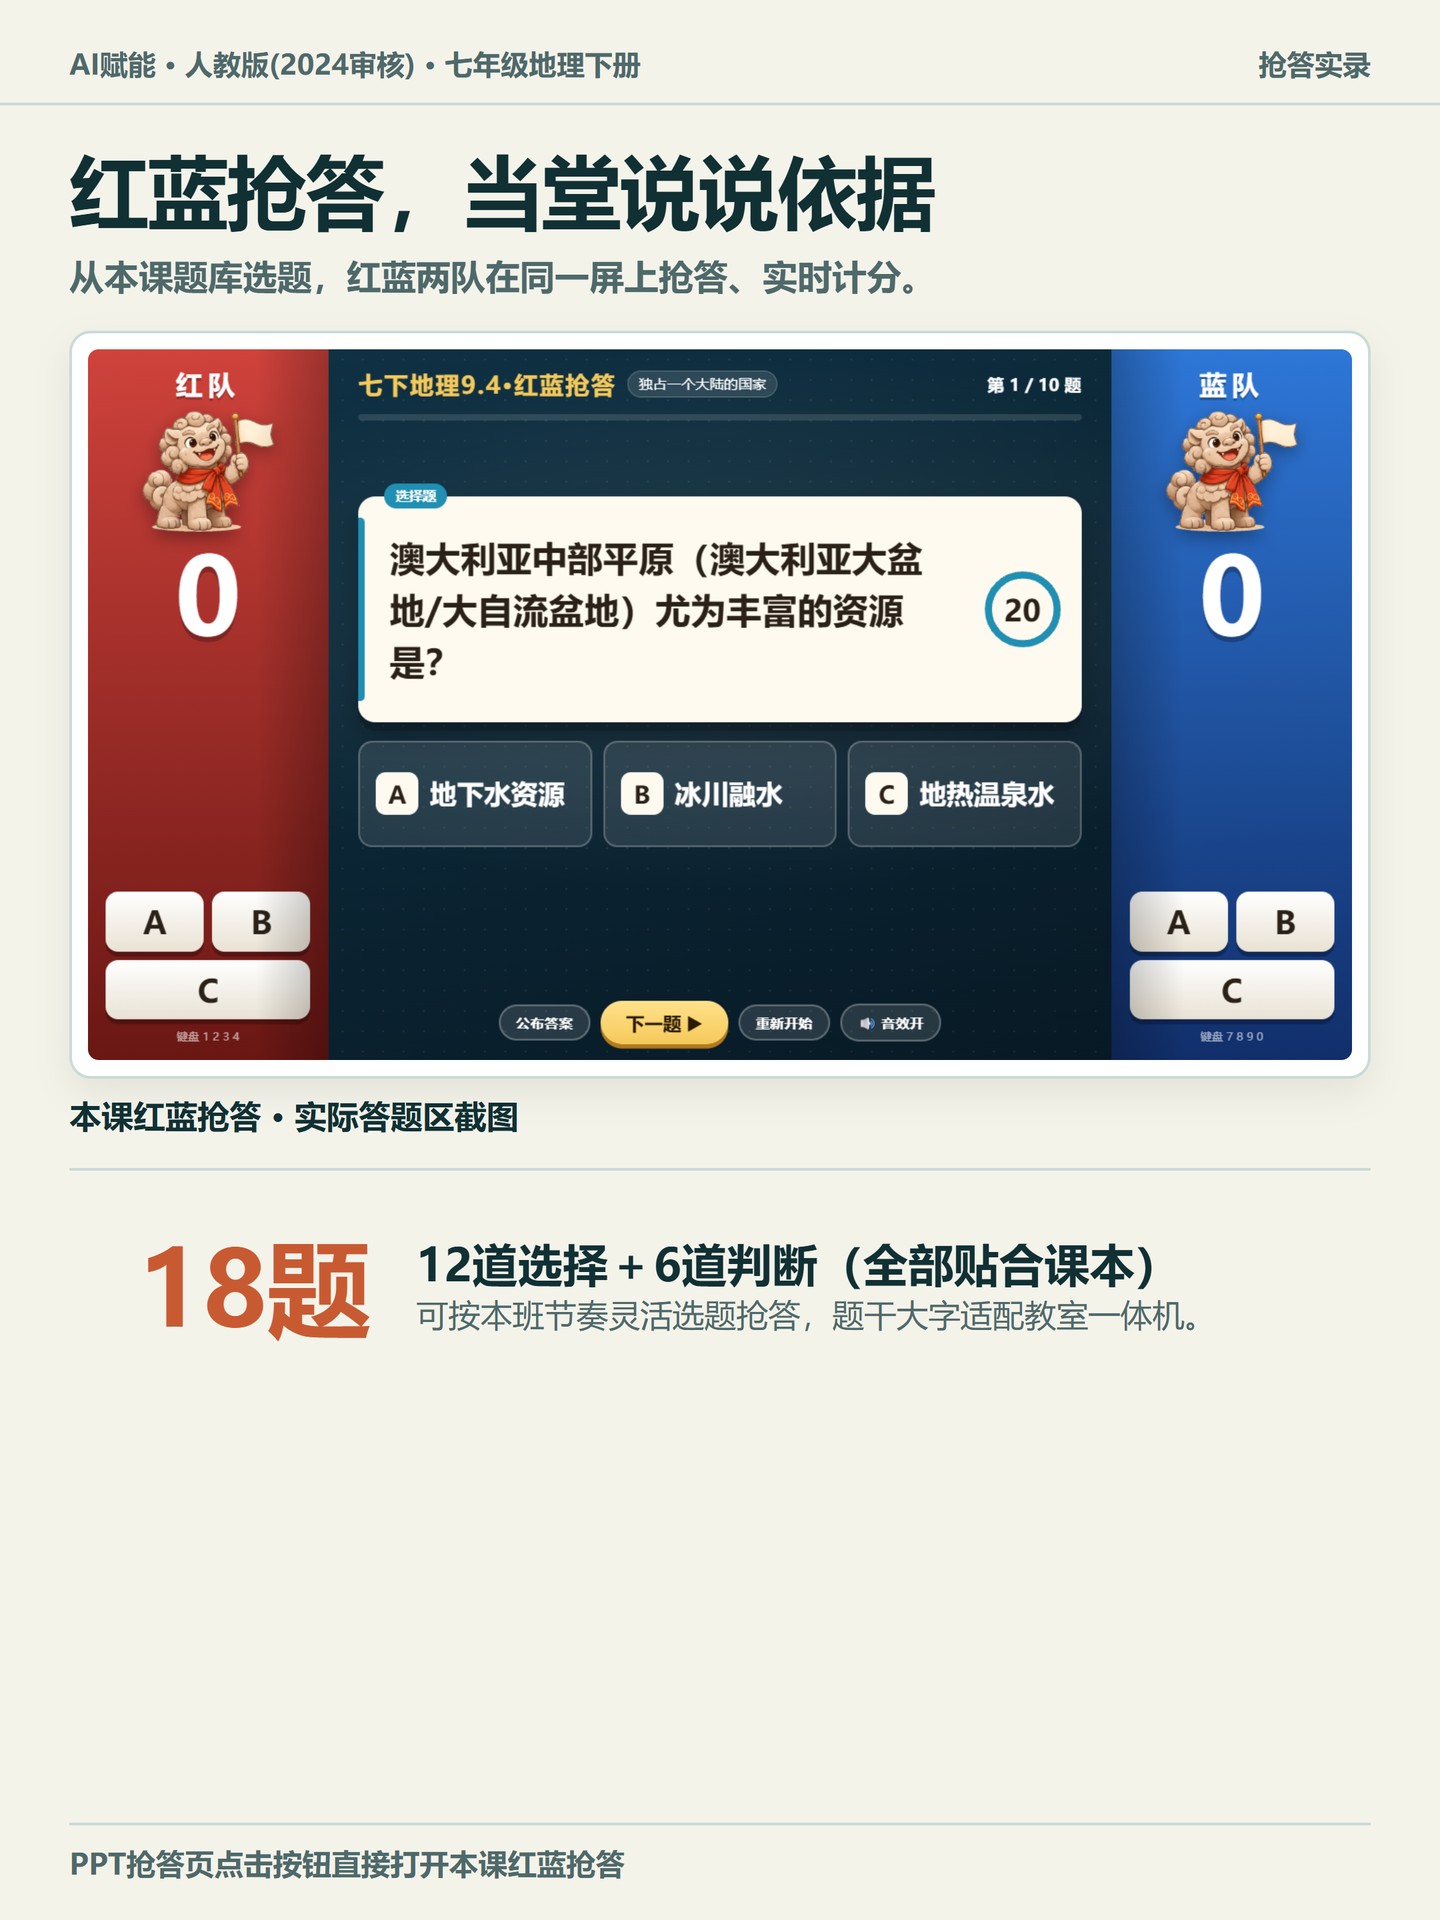 AI赋能 • 人教版(2024审核) • 七年级地理下册
抢答实录
红蓝抢答，当堂说说依据
从本课题库选题，红蓝两队在同一屏上抢答、实时计分。
红队
0
A
B
C
键盘 1 2 3 4
七下地理9.4·红蓝抢答
独占一个大陆的国家
第 1 / 10 题
选择题
澳大利亚中部平原（澳大利亚大盆
地/大自流盆地）尤为丰富的资源
是？
20
A 地下水资源
B 冰川融水
C 地热温泉水
公布答案
下一题 ▶
重新开始
🔊 音效开
蓝队
0
A
B
C
键盘 7 8 9 0
本课红蓝抢答 • 实际答题区截图
18题
12道选择 + 6道判断（全部贴合课本）
可按本班节奏灵活选题抢答，题干大字适配教室一体机。
PPT抢答页点击按钮直接打开本课红蓝抢答